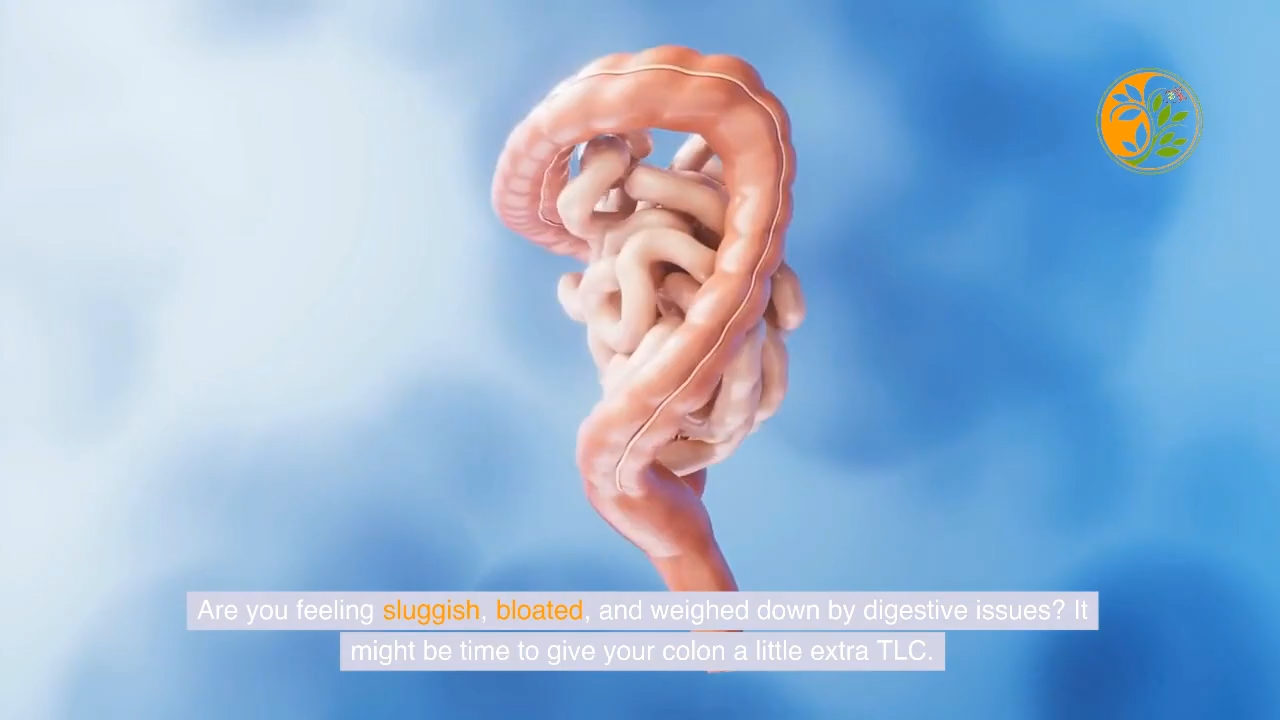 Are you feeling sluggish, bloated, and weighed down by digestive issues? It
might be time to give your colon a little extra TLC.